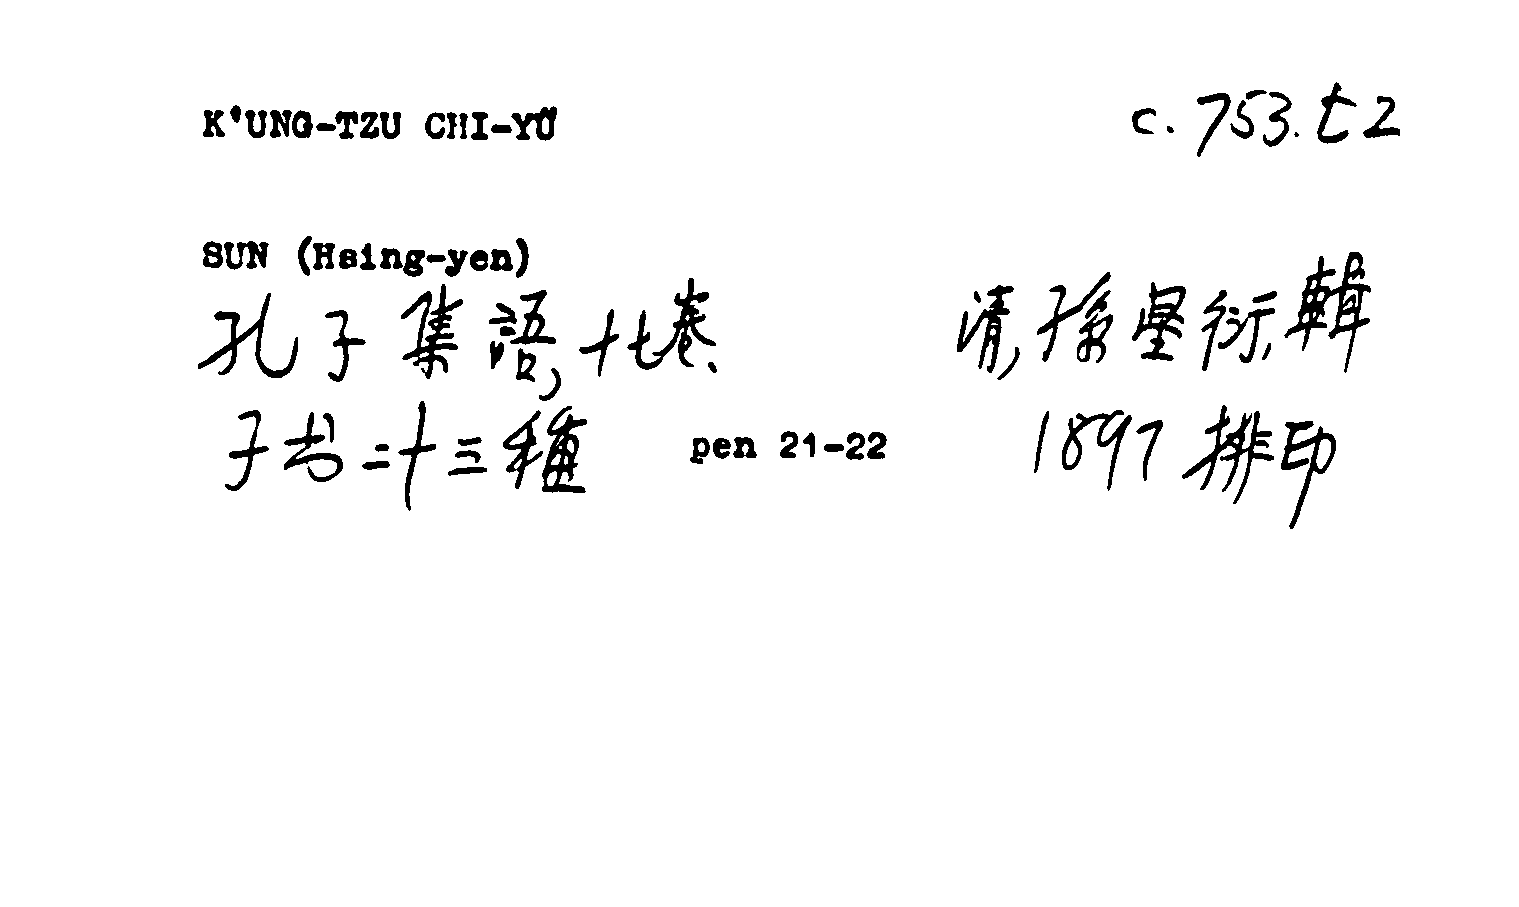 K'UNG-TZU CHI-YÜ c.753.t2
SUN (Hsing-yen)
孔子集語,十七卷、 清,孫星衍,輯
子书二十三種 pen 21-22 1897 排印